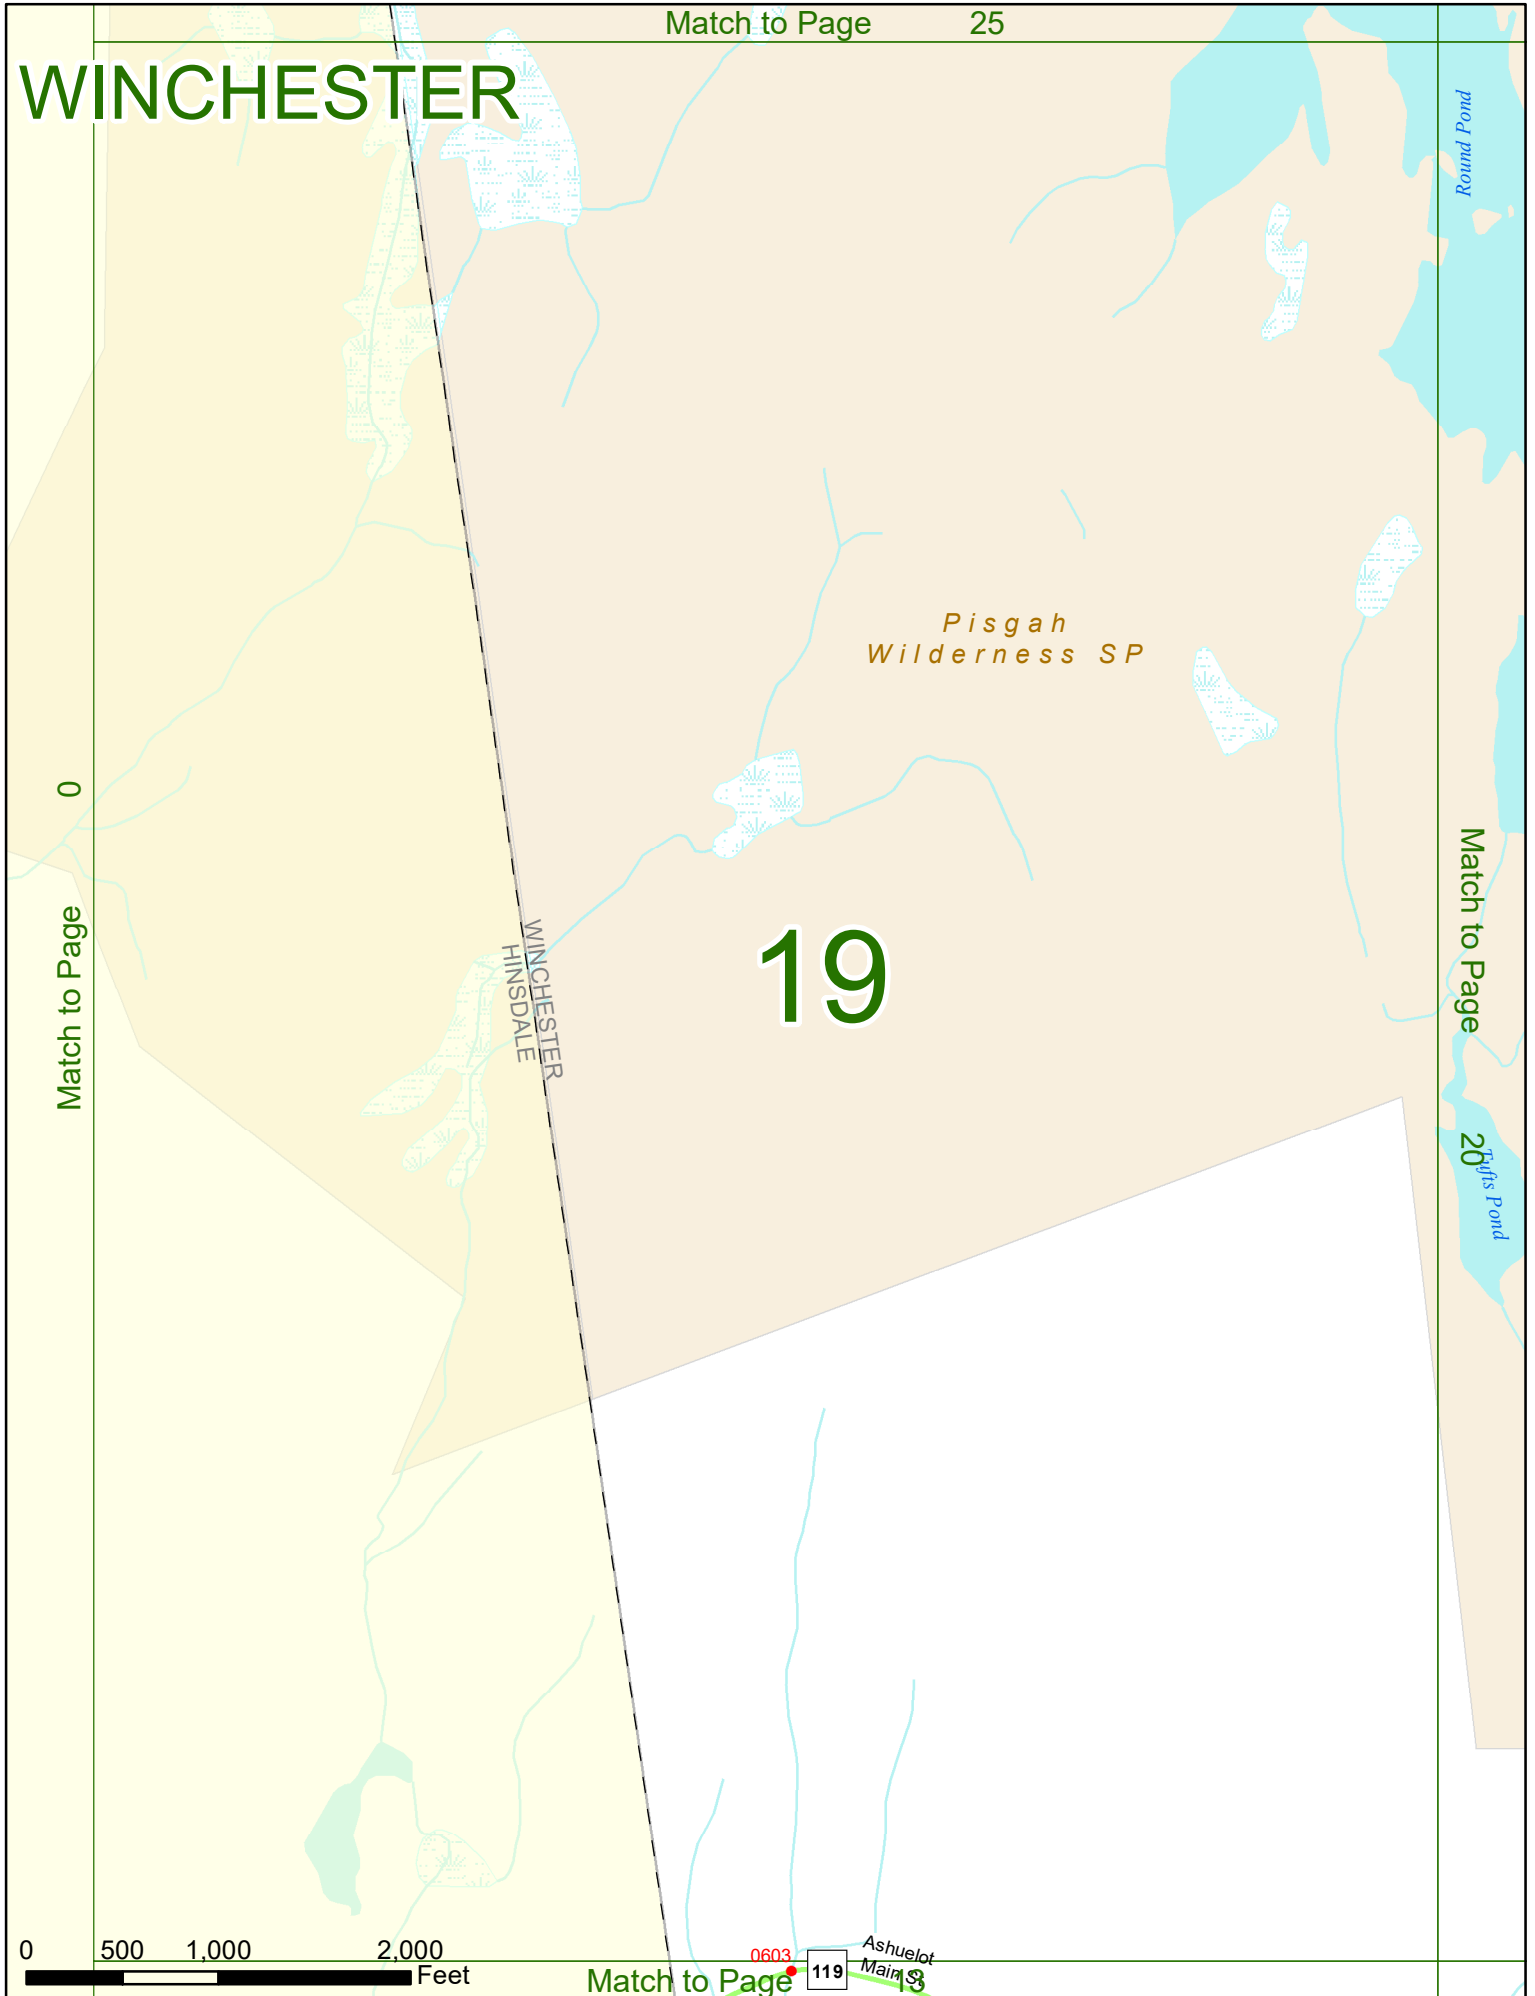 Match to Page 25
WINCHESTER
Round Pond
Pisgah
Wilderness SP
Match to Page 0
Match to Page 20
WINCHESTER
HINSDALE
19
Tufts Pond
0 500 1,000 2,000
Feet
0603
119
Ashuelot
Main St
Match to Page 13